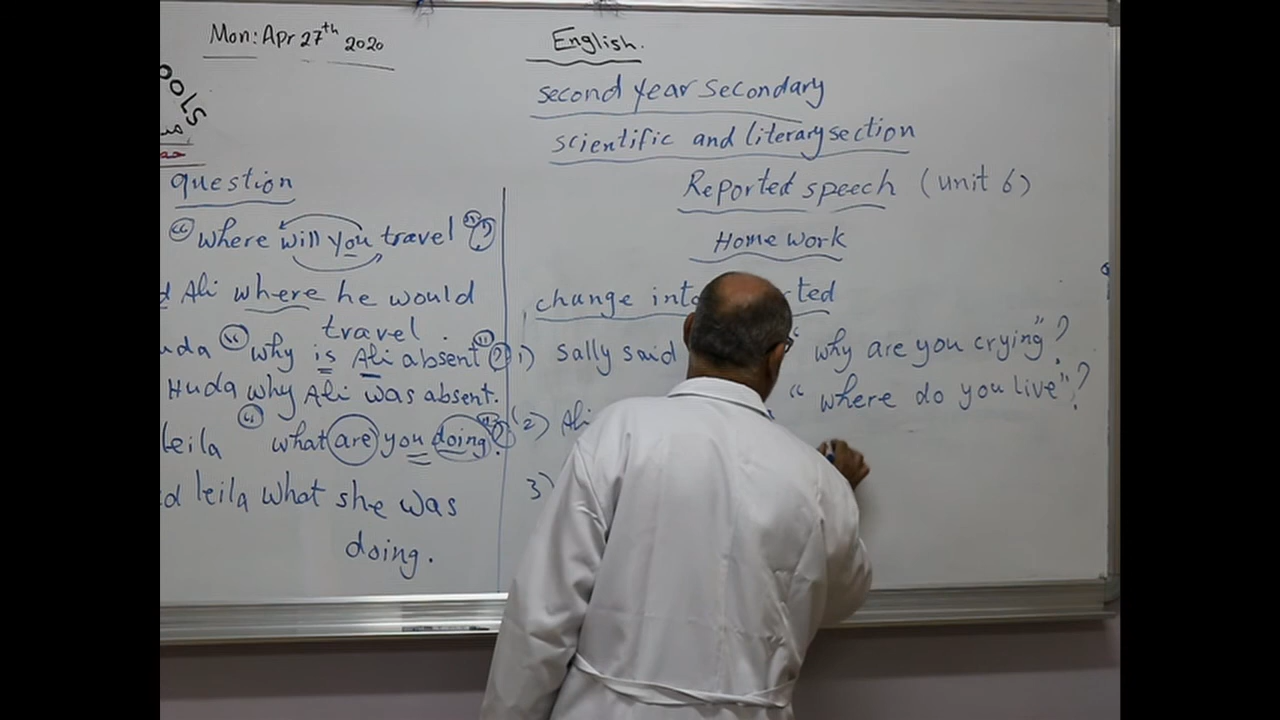 Mon: Apr 27th 2020
English.
second year secondary
scientific and literary section
Reported speech (unit 6)
Home work
change into
1) Sally said “why are you crying”?
(2) Ali “where do you live”?
3)
OOLS
question
“where will you travel”?
Ali where he would
travel.
“why is Ali absent”?
Huda why Ali was absent.
leila “what are you doing”?
leila what she was
doing.